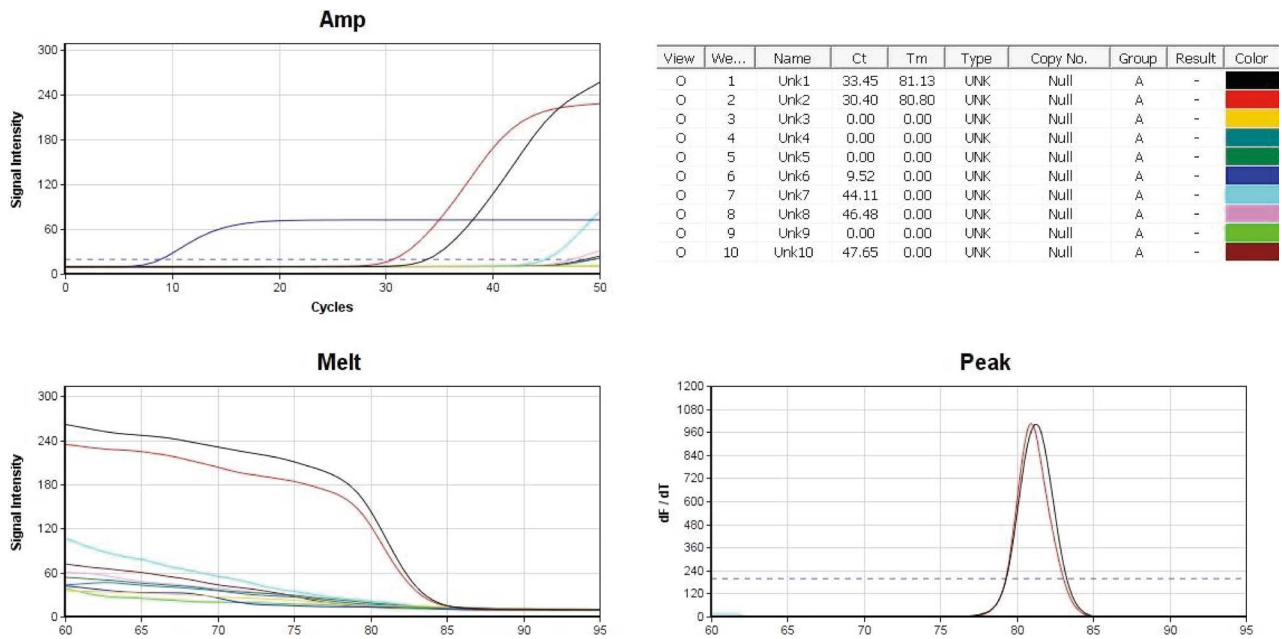 Amp
300
240
180
120
60
0
Signal Intensity
0 10 20 30 40 50
Cycles
View We... Name Ct Tm Type Copy No. Group Result Color
O 1 Unk1 33.45 81.13 UNK Null A -
O 2 Unk2 30.40 80.80 UNK Null A -
O 3 Unk3 0.00 0.00 UNK Null A -
O 4 Unk4 0.00 0.00 UNK Null A -
O 5 Unk5 0.00 0.00 UNK Null A -
O 6 Unk6 9.52 0.00 UNK Null A -
O 7 Unk7 44.11 0.00 UNK Null A -
O 8 Unk8 46.48 0.00 UNK Null A -
O 9 Unk9 0.00 0.00 UNK Null A -
O 10 Unk10 47.65 0.00 UNK Null A -
Melt
300
240
180
120
60
0
Signal Intensity
60 65 70 75 80 85 90 95
Peak
1200
1080
960
840
720
600
480
360
240
120
0
dF / dT
60 65 70 75 80 85 90 95